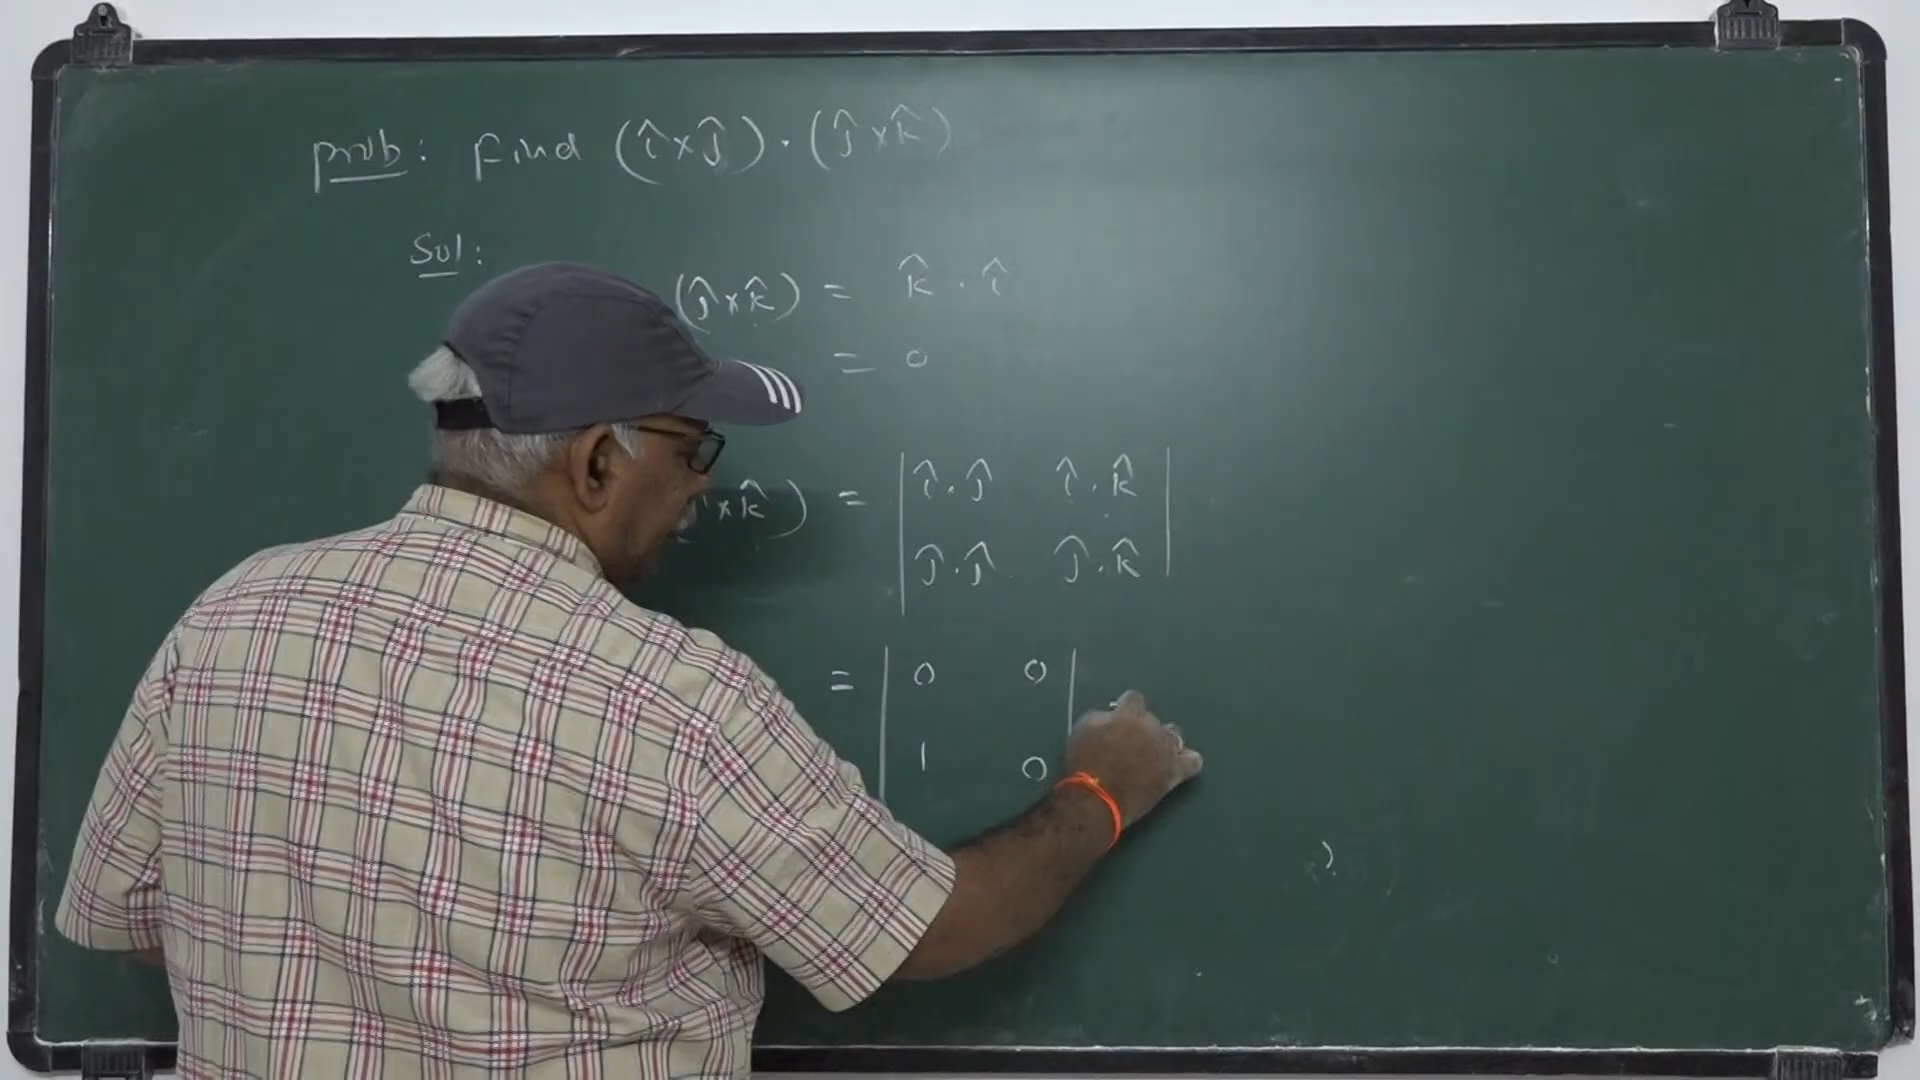 prob: Find (î×ĵ)·(ĵ×k̂)
Sol:
(ĵ×k̂) = k̂ · î
= 0
×k̂) = | î·ĵ î·k̂ |
| ĵ·ĵ ĵ·k̂ |
= | 0 0 |
| 1 0